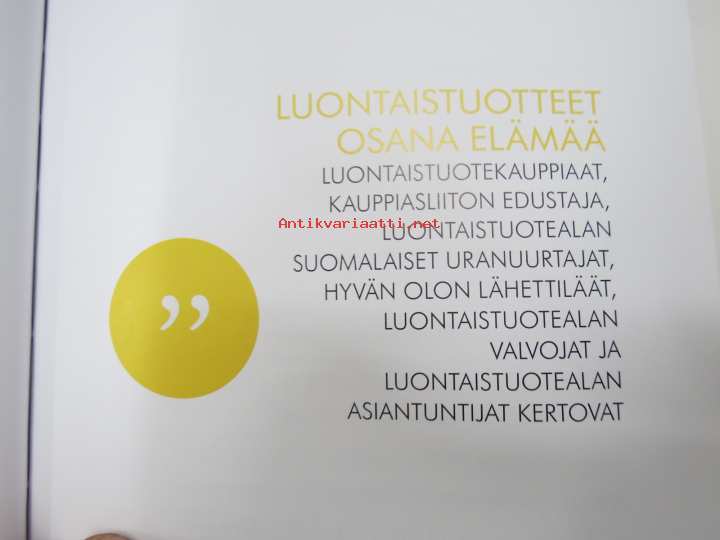 LUONTAISTUOTTEET
OSANA ELÄMÄÄ
LUONTAISTUOTEKAUPPIAAT,
KAUPPIASLIITON EDUSTAJA,
Antikvariaatti.net
LUONTAISTUOTEALAN
SUOMALAISET URANUURTAJAT,
HYVÄN OLON LÄHETTILÄÄT,
LUONTAISTUOTEALAN
VALVOJAT JA
LUONTAISTUOTEALAN
ASIANTUNTIJAT KERTOVAT
”